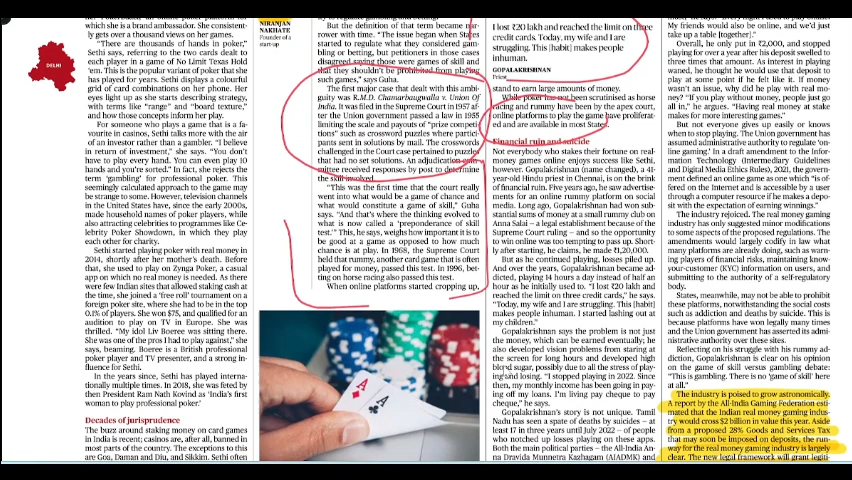 her. Poker Baazi, an online poker platform for
which she is a brand ambassador. She consistent-
ly gets over a thousand views on her games.
"There are thousands of hands in poker,"
Sethi says, referring to the two cards dealt to
each player in a game of No Limit Texas Hold
'Em. This is the popular variant of poker that she
has played for years. Sethi displays a colourful
grid of card combinations on her phone. Her
eyes light up as she starts describing strategy,
with terms like "range" and "board texture,"
and how those concepts inform her play.
For someone who plays a game that is a fa-
vourite in casinos, Sethi talks more with the air
of an investor rather than a gambler. "I believe
in return of investment," she says. "You don't
have to play every hand. You can even play 10
hands and you're sorted." In fact, she rejects the
term 'gambling' for her playing poker. This
seemingly calculated approach to the game may
be strange to some. However, television channels
in the United States have, since the early 2000s,
made household names of poker players, while
also attracting celebrities to programmes like Ce-
lebrity Poker Showdown, in which they play
each other for charity.
Sethi started playing poker with real money in
2014, shortly after her mother's death. Before
that, she used to play on Zynga Poker, a casual
app on which no real money is needed. As there
were few Indian sites that allowed staking cash at
the time, she joined a 'free roll' tournament on a
foreign poker site, where she had to be in the top
0.1% of players. She won $75, and qualified for an
audition to play on TV in Europe. She was
thrilled. "My idol Liv Boeree was sitting there.
She was one of the pros I had to play against," she
says, beaming. Boeree is a British professional
poker player and TV presenter, and a strong in-
fluence for Sethi.
In the years since, Sethi has played interna-
tionally multiple times. In 2018, she was feted by
then President Ram Nath Kovind as 'India's first
woman to play professional poker.'
Decades of jurisprudence
The buzz around staking money on card games
in India is recent; casinos are, after all, banned in
most parts of the country. The exceptions to this
are Goa, Daman and Diu, and Sikkim. Sethi often
DELHI
NIRANJAN
NAKHATE
Founder of a
start-up
ly to regulate gambling and betting.
But the definition of that term became nar-
rower with time. "The issue began when States
started to regulate what they considered gam-
bling or betting, but petitioners in those cases
disagreed saying those were games of skill and
that they shouldn't be prohibited from playing
such games," says Guha.
The first major case that dealt with this ambi-
guity was R.M.D. Chamarbaugwalla v. Union Of
India. It was filed in the Supreme Court in 1957 af-
ter the Union government passed a law in 1955
limiting the scale and payouts of "prize competi-
tions" such as crossword puzzles where partici-
pants sent in solutions by mail. The crosswords
challenged in the Court pertained to puzzles
that had no set solutions. An adjudication com-
mittee received responses by post to determine
the skill involved.
"This was the first time that the court really
went into what would be a game of chance and
what would constitute a game of skill," Guha
says. "And that's where the thinking evolved to
what is now called a 'preponderance of skill
test'." This, he says, weighs how important it is to
be good at a game as opposed to how much
chance is at play. In 1968, the Supreme Court
held that rummy, another card game that is often
played for money, passed this test. In 1996, bet-
ting on horse racing also passed this test.
When online platforms started cropping up,
I lost ₹20 lakh and reached the limit on three
credit cards. Today, my wife and I are
struggling. This [habit] makes people
inhuman.
GOPALAKRISHNAN
Priest
stand to earn large amounts of money.
While poker has not been scrutinised as horse
racing and rummy have been by the apex court,
online platforms to play the game have proliferat-
ed and are available in most States.
Financial ruin and suicide
Not everybody who stakes their fortune on real-
money games online enjoys success like Sethi,
however. Gopalakrishnan (name changed), a 41-
year-old Hindu priest in Chennai, is on the brink
of financial ruin. Five years ago, he saw advertise-
ments for an online rummy platform on social
media. Long ago, Gopalakrishnan had won sub-
stantial sums of money at a small rummy club on
Anna Salai – a legal establishment because of the
Supreme Court ruling – and so the opportunity
to win online was too tempting to pass up. Short-
ly after starting, he claims, he made ₹1,20,000.
But as he continued playing, losses piled up.
And over the years, Gopalakrishnan became ad-
dicted, playing 14 hours a day instead of half an
hour as he initially used to. "I lost ₹20 lakh and
reached the limit on three credit cards," he says.
"Today, my wife and I are struggling. This [habit]
makes people inhuman. I started lashing out at
my children."
Gopalakrishnan says the problem is not just
the money, which can be earned eventually; he
also developed vision problems from staring at
the screen for long hours and developed high
blood sugar, possibly due to all the stress of play-
ing and losing. "I stopped playing in 2022. Since
then, my monthly income has been going in pay-
ing off my loans. I'm living pay cheque to pay
cheque," he says.
Gopalakrishnan's story is not unique. Tamil
Nadu has seen a spate of deaths by suicides – at
least 17 in three years until July 2022 – of people
who notched up losses playing on these apps.
Both the main political parties – the All-India An-
na Dravida Munnetra Kazhagam (AIADMK) and
My friends would also be online, and we'd just
take up a table [together]."
Overall, he only put in ₹2,000, and stopped
playing for over a year after his deposit swelled to
three times that amount. As interest in playing
waned, he thought he would use that deposit to
play at some point if he felt like it. If money
wasn't an issue, why did he play with real mo-
ney? "If you play without money, people just go
all in," he argues. "Having real money at stake
makes for more interesting games."
But not everyone gives up easily or knows
when to stop playing. The Union government has
assumed administrative authority to regulate 'on-
line gaming.' In a draft amendment to the Infor-
mation Technology (Intermediary Guidelines
and Digital Media Ethics Rules), 2021, the govern-
ment defined an online game as one which "is of-
fered on the Internet and is accessible by a user
through a computer resource if he makes a depo-
sit with the expectation of earning winnings."
The industry rejoiced. The real money gaming
industry has only suggested minor modifications
to some aspects of the proposed regulations. The
amendments would largely codify in law what
many platforms are already doing, such as warn-
ing players of financial risks, maintaining know-
your-customer (KYC) information on users, and
submitting to the authority of a self-regulatory
body.
States, meanwhile, may not be able to prohibit
these platforms, notwithstanding the social costs
such as addiction and deaths by suicide. This is
because platforms have won legally many times
and the Union government has asserted its admi-
nistrative authority over these sites.
Reflecting on his struggle with his rummy ad-
diction, Gopalakrishnan is clear on his opinion
on the game of skill versus gambling debate:
"This is gambling. There is no 'game of skill' here
at all."
The industry is poised to grow astronomically.
A report by the All-India Gaming Federation esti-
mated that the Indian real money gaming indus-
try would cross $2 billion in value this year. Aside
from a proposed 28% Goods and Services Tax
that may soon be imposed on deposits, the run-
way for the real money gaming industry is largely
clear. The new legal framework will grant legiti-